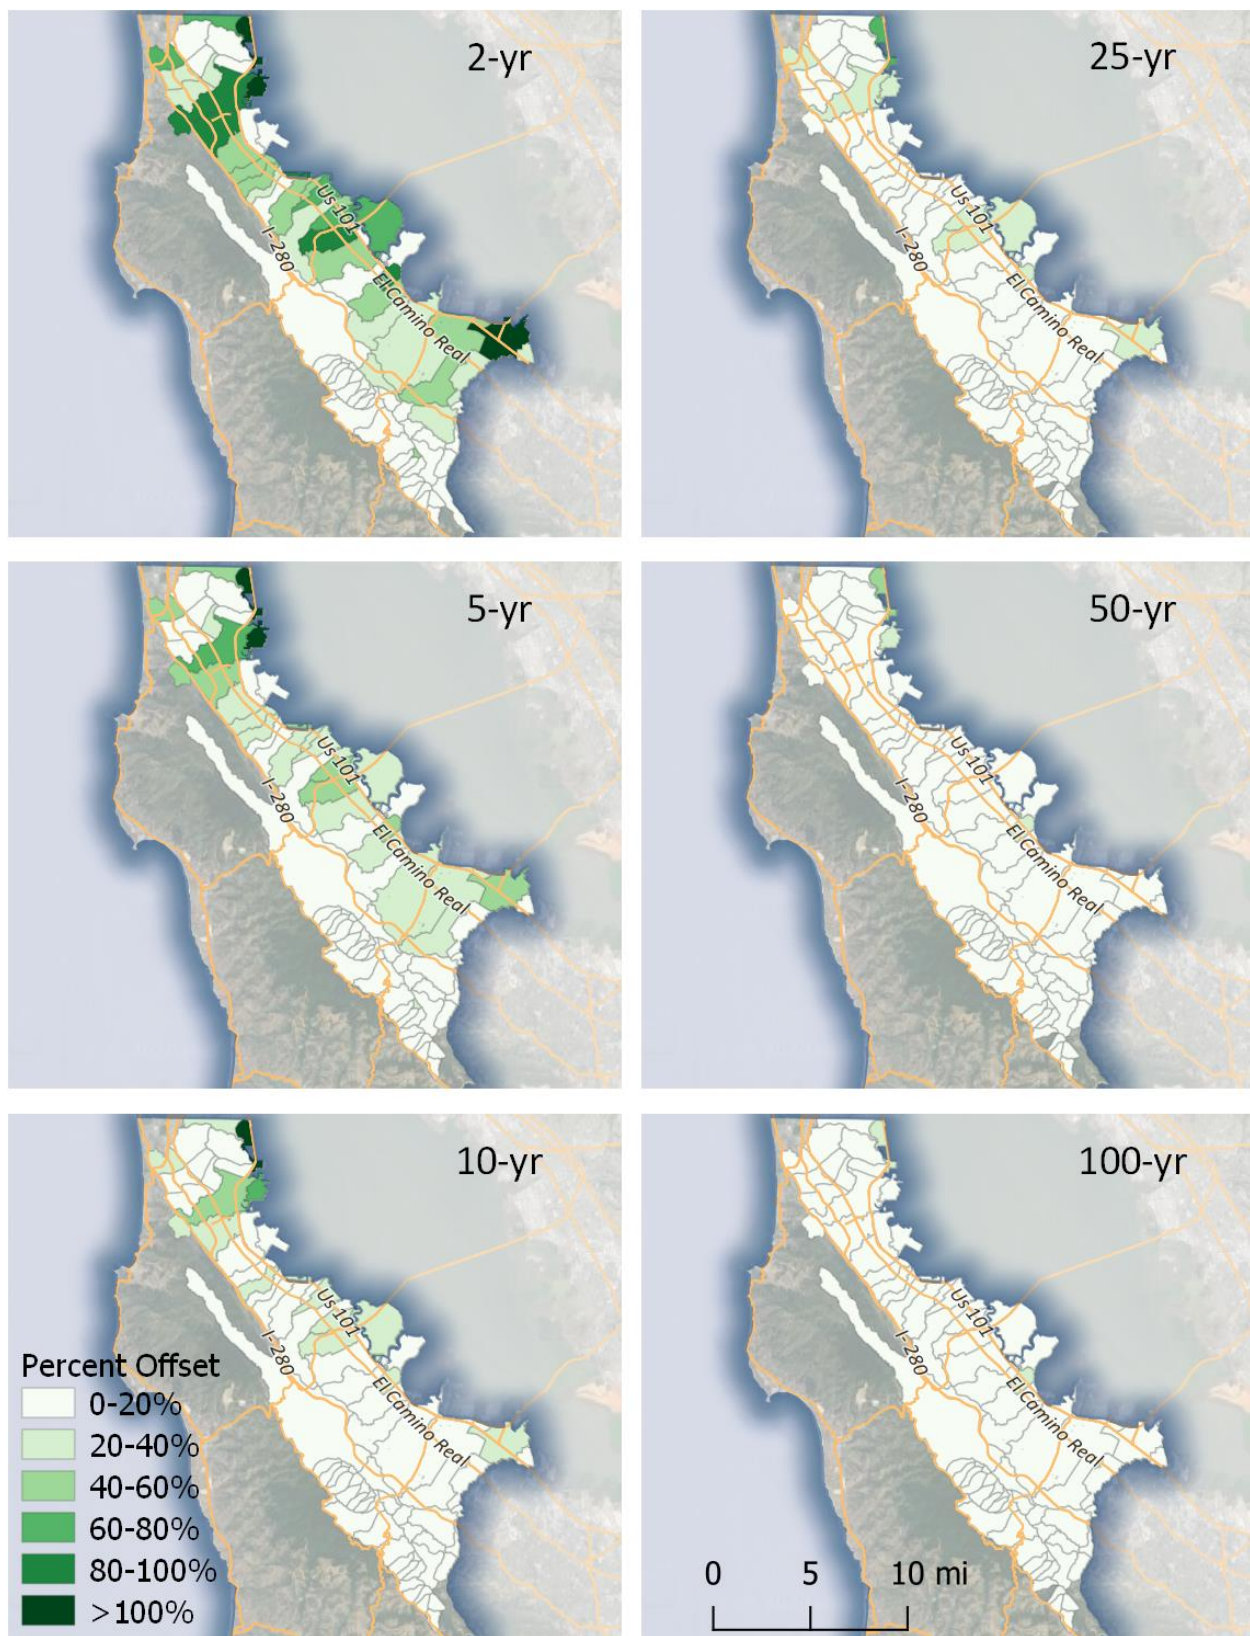 2-yr
Us 101
I-280
El Camino Real
25-yr
Us 101
I-280
El Camino Real
5-yr
Us 101
I-280
El Camino Real
50-yr
Us 101
I-280
El Camino Real
10-yr
Us 101
I-280
El Camino Real
Percent Offset
0-20%
20-40%
40-60%
60-80%
80-100%
>100%
100-yr
Us 101
I-280
El Camino Real
0 5 10 mi